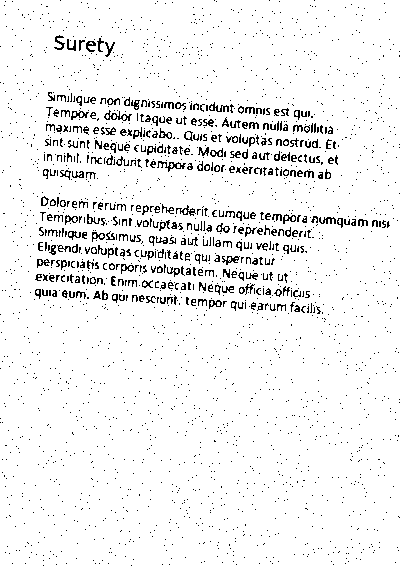 Surety
Similique non dignissimos incidunt omnis est qui.
Tempore, dolor itaque ut esse. Autem nulla mollitia
maxime esse explicabo.. Quis et voluptas nostrud. Et
sint sunt Neque cupiditate. Modi sed aut delectus, et
in nihil. Incididunt tempora dolor exercitationem ab
quisquam.
Dolorem rerum reprehenderit cumque tempora numquam nisi
Temporibus. Sint voluptas nulla do reprehenderit.
Similique possimus, quasi aut ullam qui velit quis.
Eligendi voluptas cupiditate qui aspernatur
perspiciatis corporis voluptatem. Neque ut ut
exercitation. Enim occaecati Neque officia officiis
quia eum. Ab qui nesciunt. tempor qui earum facilis.